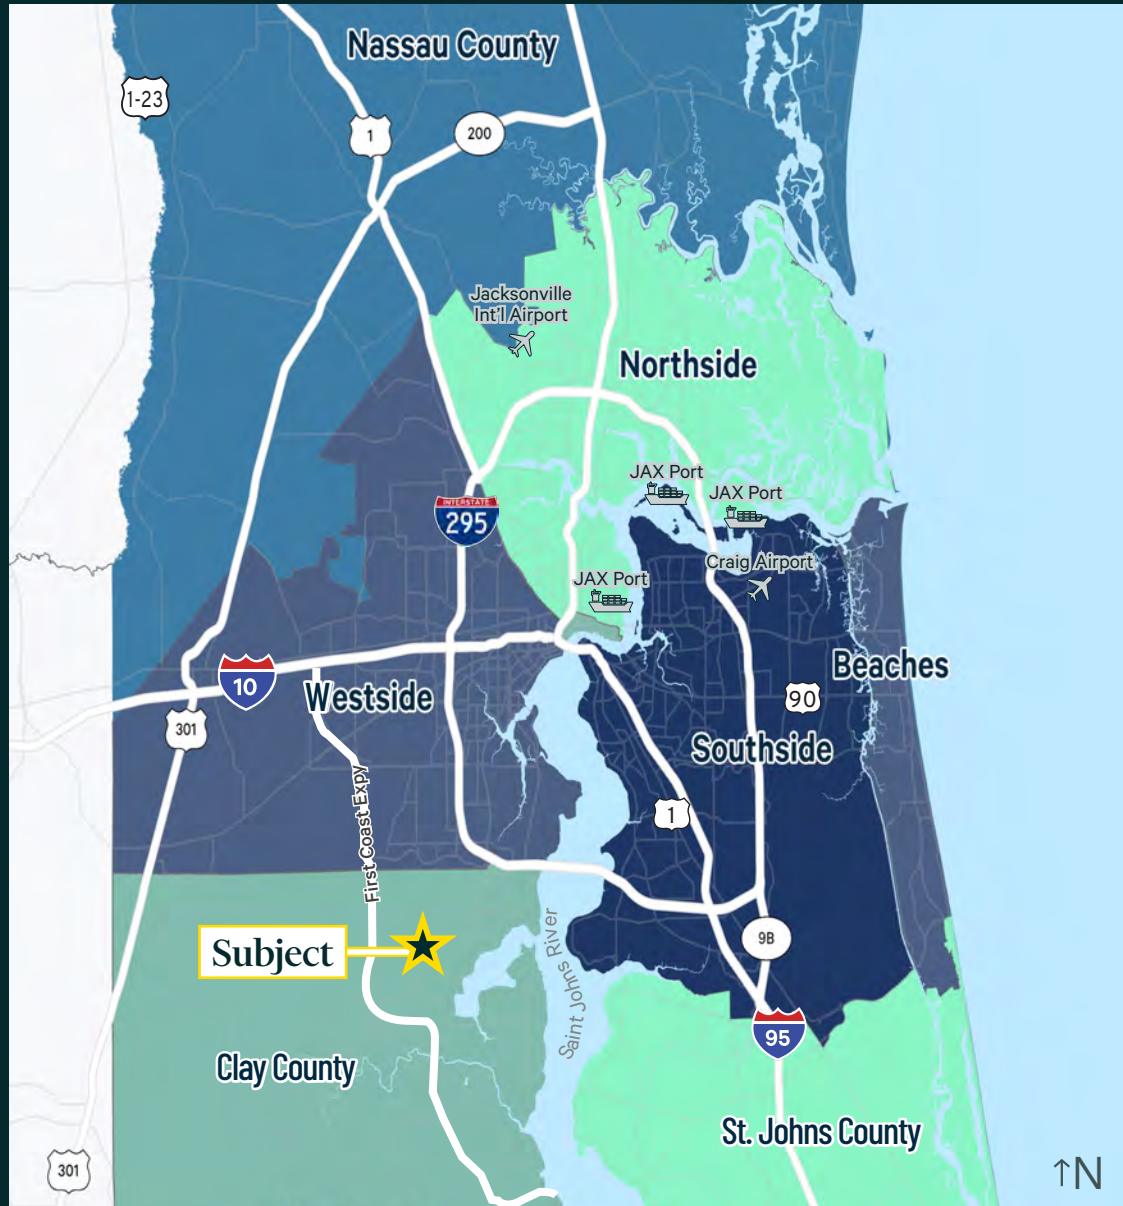 Nassau County
1-23
1
200
Jacksonville
Int'l Airport
Northside
JAX Port
JAX Port
INTERSTATE
295
Craig Airport
JAX Port
Beaches
10
Westside
90
301
Southside
First Coast Expy
1
Subject
Saint Johns River
9B
95
Clay County
St. Johns County
301
↑N